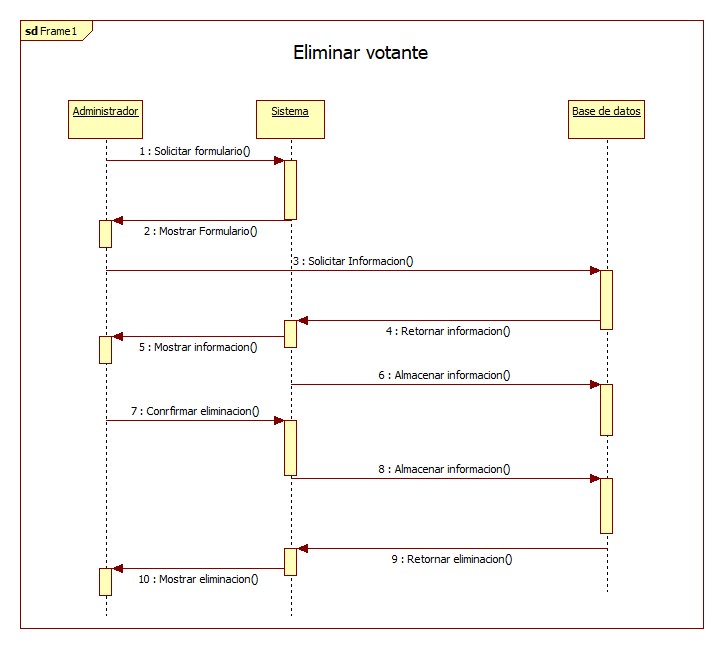 sd Frame1
Eliminar votante
Administrador
Sistema
Base de datos
1 : Solicitar formulario()
2 : Mostrar Formulario()
3 : Solicitar Informacion()
4 : Retornar informacion()
5 : Mostrar informacion()
6 : Almacenar informacion()
7 : Conrfirmar eliminacion()
8 : Almacenar informacion()
9 : Retornar eliminacion()
10 : Mostrar eliminacion()